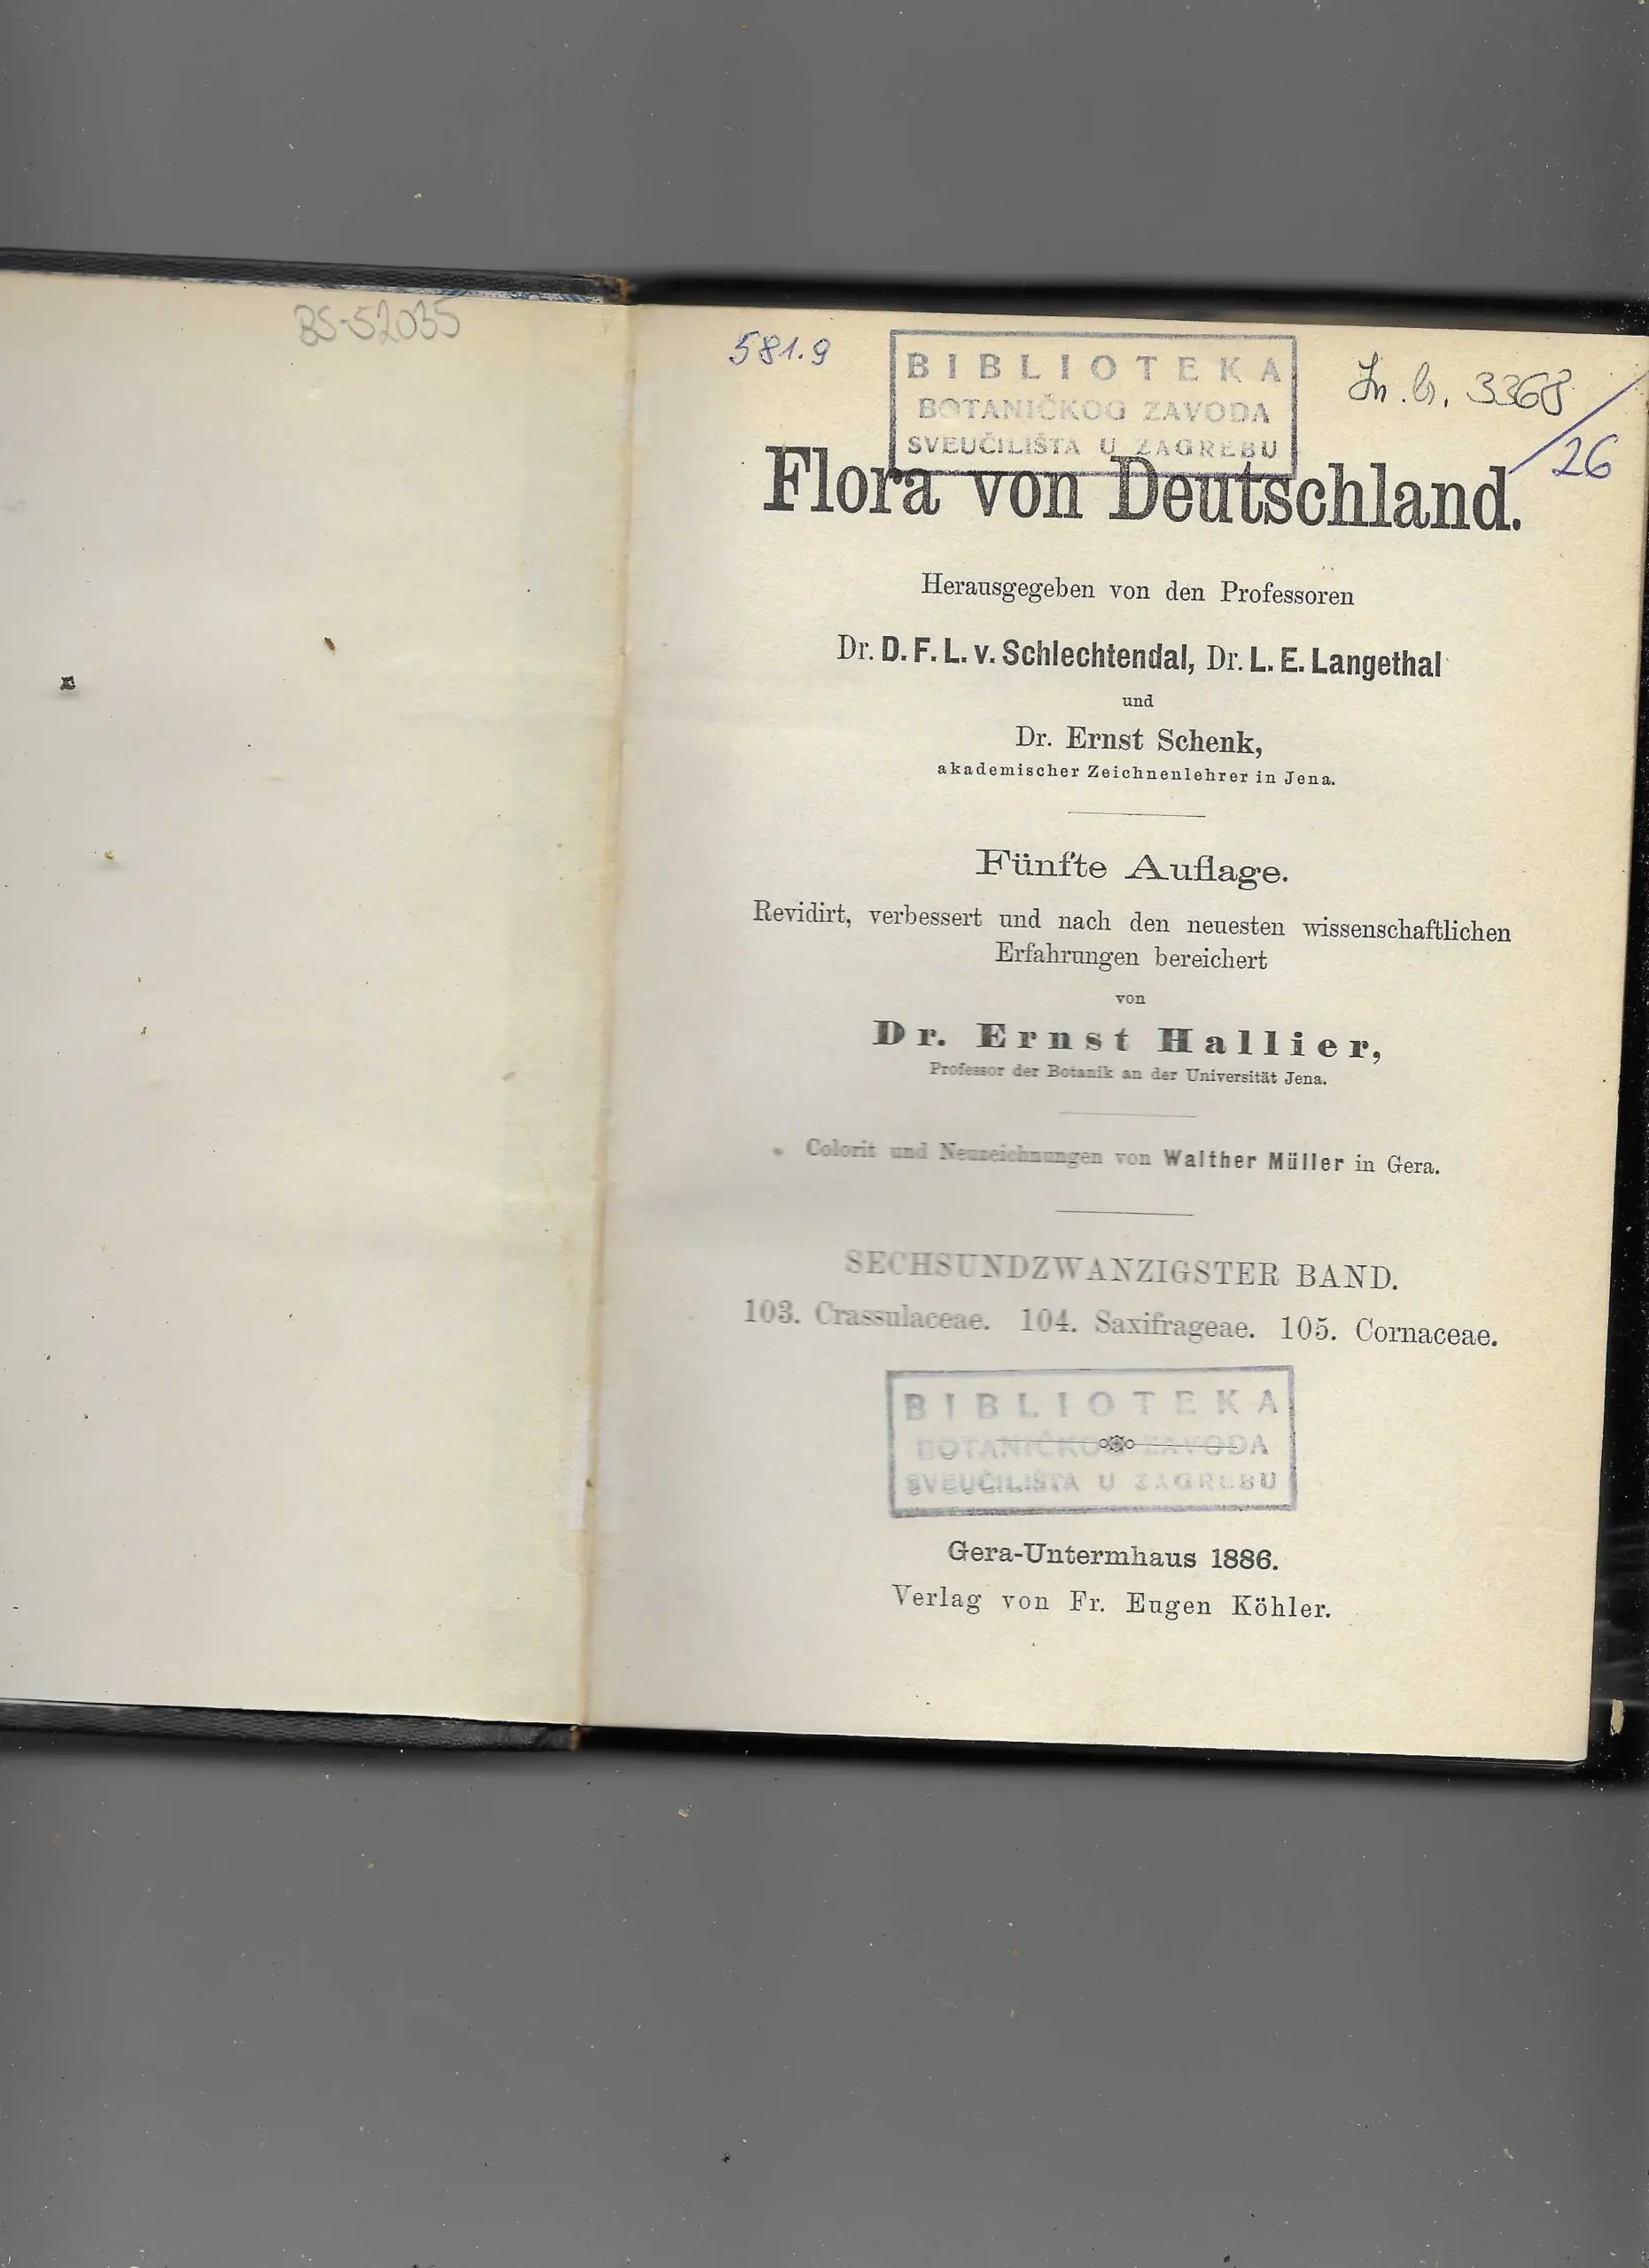 BS-52035
581.9
BIBLIOTEKA
BOTANIČKOG ZAVODA
SVEUČILIŠTA U ZAGREBU
In. b. 3368/26
Flora von Deutschland.
Herausgegeben von den Professoren
Dr. D. F. L. v. Schlechtendal, Dr. L. E. Langethal
und
Dr. Ernst Schenk,
akademischer Zeichnenlehrer in Jena.
Fünfte Auflage.
Revidirt, verbessert und nach den neuesten wissenschaftlichen
Erfahrungen bereichert
von
Dr. Ernst Hallier,
Professor der Botanik an der Universität Jena.
Colorit und Neuzeichnungen von Walther Müller in Gera.
SECHSUNDZWANZIGSTER BAND.
103. Crassulaceae. 104. Saxifrageae. 105. Cornaceae.
BIBLIOTEKA
BOTANIČKOG ZAVODA
SVEUČILIŠTA U ZAGREBU
Gera-Untermhaus 1886.
Verlag von Fr. Eugen Köhler.